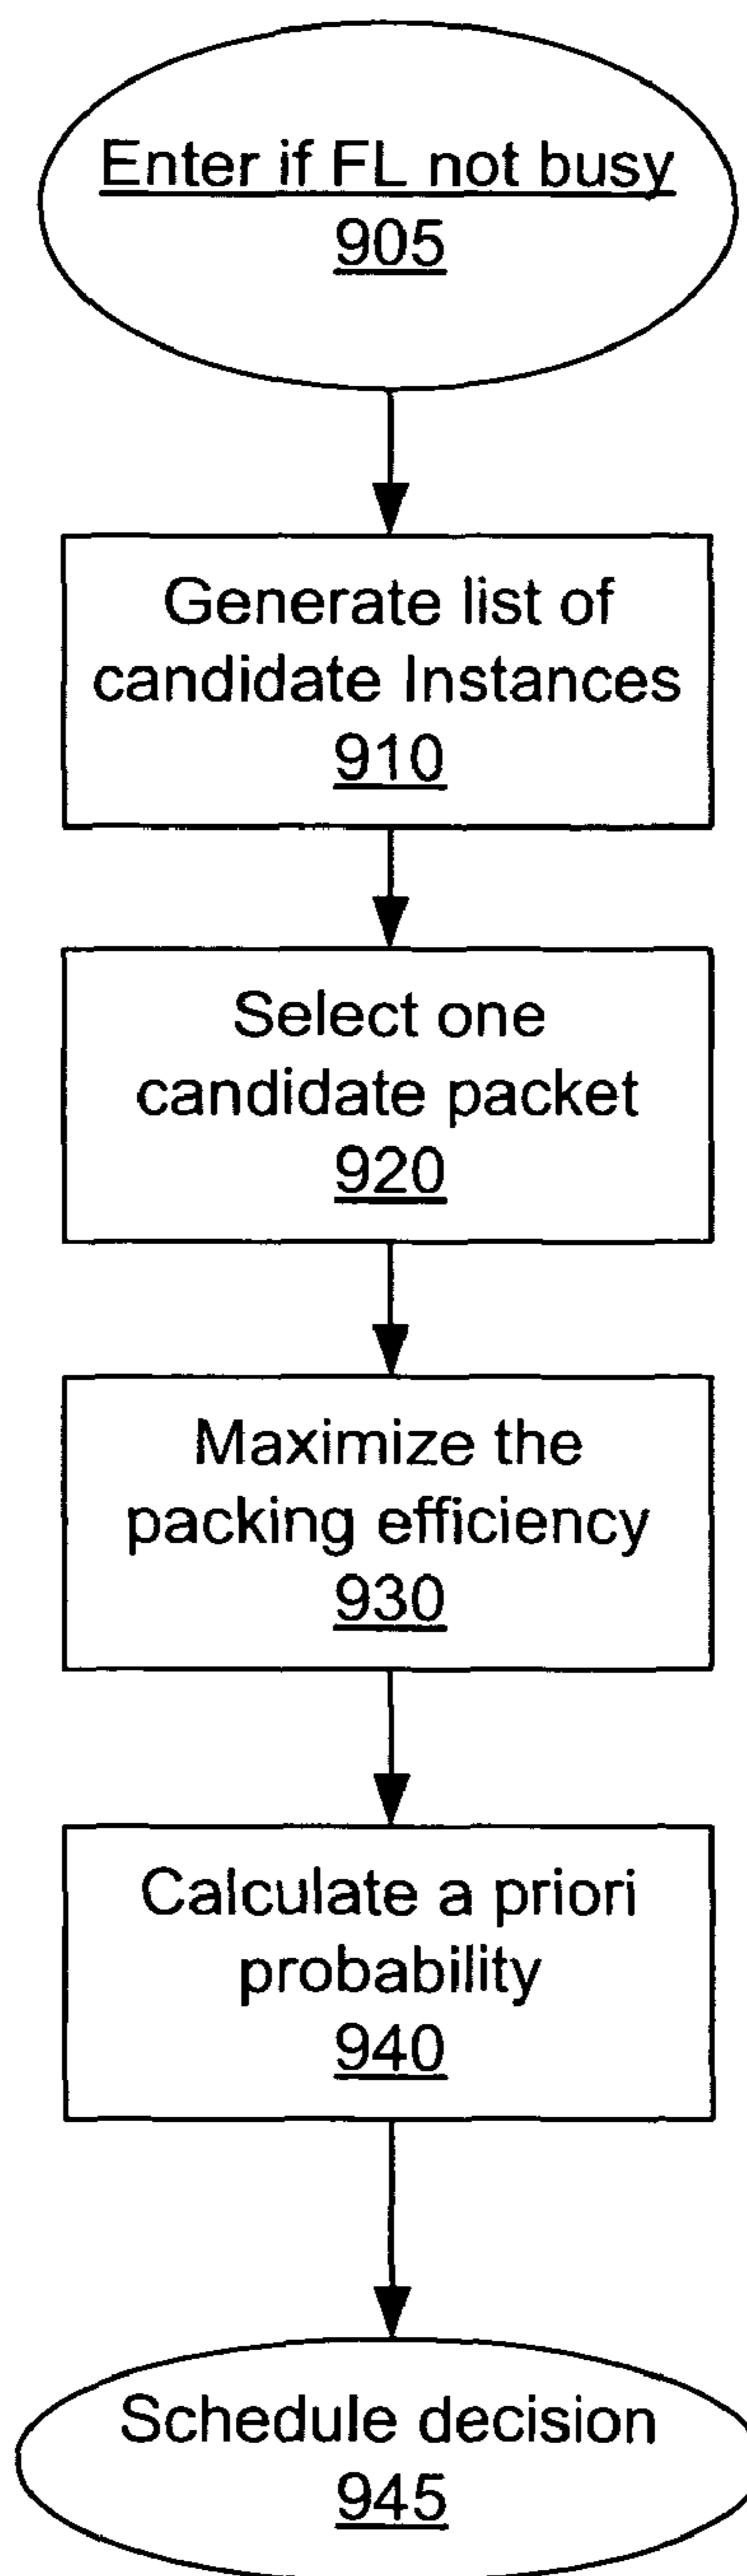 Enter if FL not busy
905
Generate list of
candidate Instances
910
Select one
candidate packet
920
Maximize the
packing efficiency
930
Calculate a priori
probability
940
Schedule decision
945